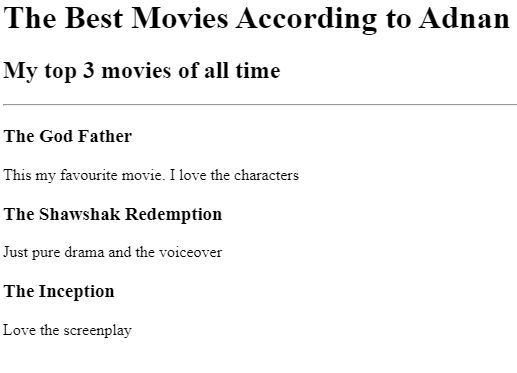 The Best Movies According to Adnan
My top 3 movies of all time
The God Father
This my favourite movie. I love the characters
The Shawshak Redemption
Just pure drama and the voiceover
The Inception
Love the screenplay